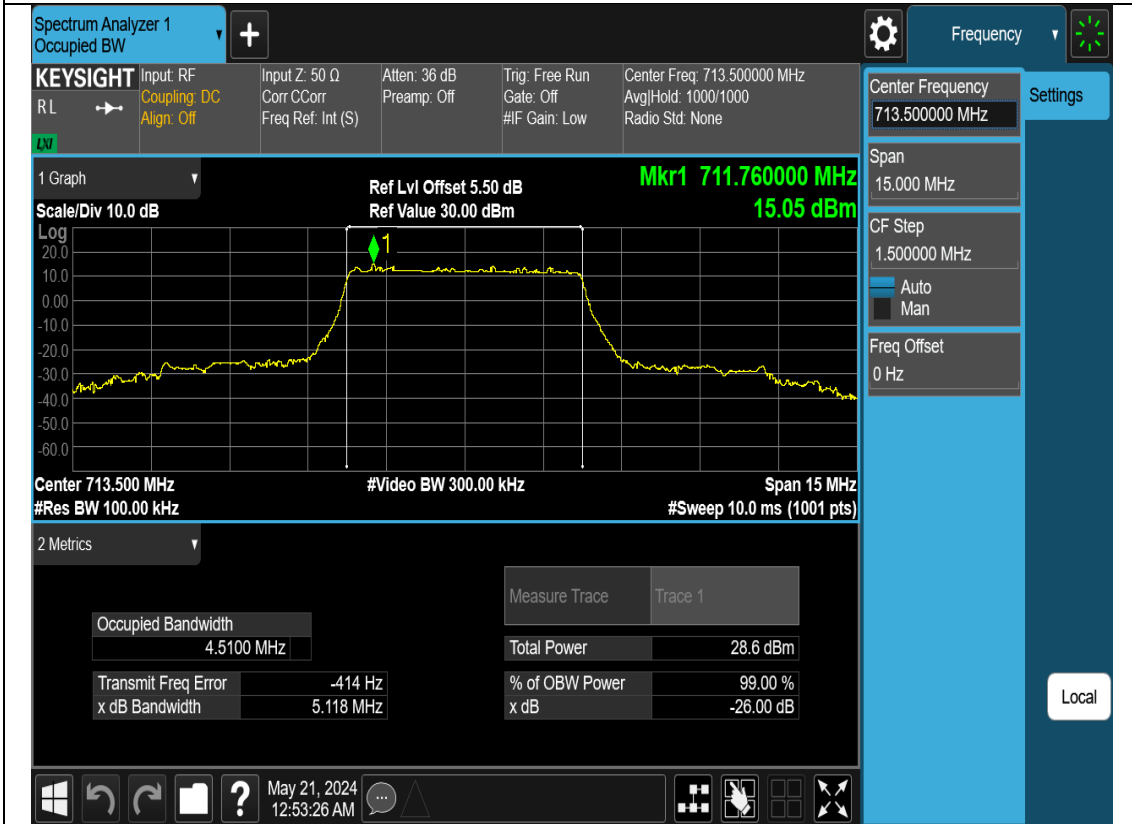 Spectrum Analyzer 1
Occupied BW
+
Frequency
KEYSIGHT
RL
LXI
Input: RF
Coupling: DC
Align: Off
Input Z: 50 Ω
Corr CCorr
Freq Ref: Int (S)
Atten: 36 dB
Preamp: Off
Trig: Free Run
Gate: Off
#IF Gain: Low
Center Freq: 713.500000 MHz
Avg|Hold: 1000/1000
Radio Std: None
Center Frequency
713.500000 MHz
Settings
Span
15.000 MHz
CF Step
1.500000 MHz
Auto
Man
Freq Offset
0 Hz
Local
1 Graph
Scale/Div 10.0 dB
Ref Lvl Offset 5.50 dB
Ref Value 30.00 dBm
Mkr1 711.760000 MHz
15.05 dBm
Log
1
20.0
10.0
0.00
-10.0
-20.0
-30.0
-40.0
-50.0
-60.0
Center 713.500 MHz
#Video BW 300.00 kHz
Span 15 MHz
#Res BW 100.00 kHz
#Sweep 10.0 ms (1001 pts)
2 Metrics
Measure Trace Trace 1
Occupied Bandwidth
4.5100 MHz
Total Power 28.6 dBm
Transmit Freq Error -414 Hz
% of OBW Power 99.00 %
x dB Bandwidth 5.118 MHz
x dB -26.00 dB
?
May 21, 2024
12:53:26 AM